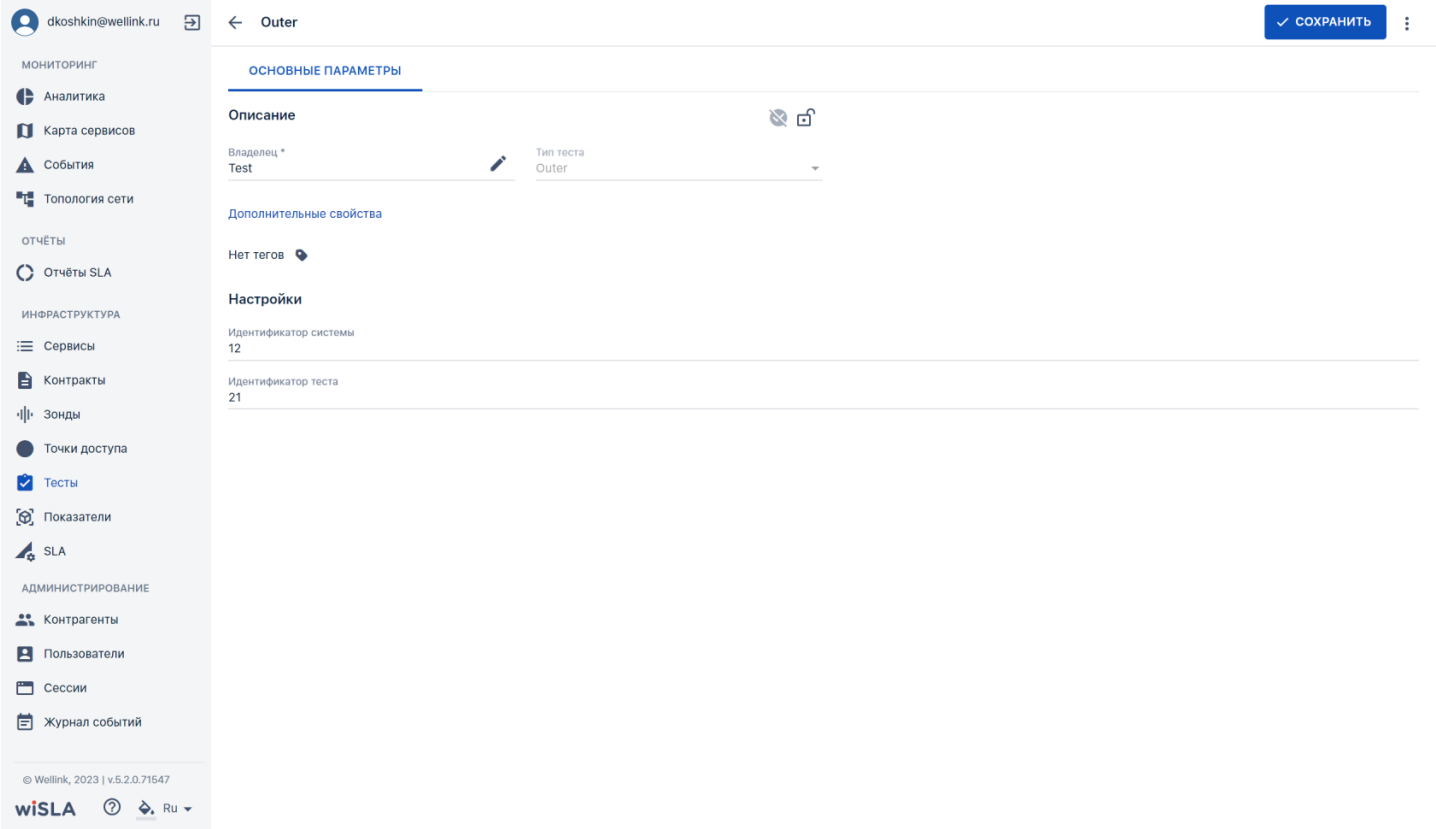 dkoshkin@wellink.ru
МОНИТОРИНГ
Аналитика
Карта сервисов
События
Топология сети
ОТЧЁТЫ
Отчёты SLA
ИНФРАСТРУКТУРА
Сервисы
Контракты
Зонды
Точки доступа
Тесты
Показатели
SLA
АДМИНИСТРИРОВАНИЕ
Контрагенты
Пользователи
Сессии
Журнал событий
© Wellink, 2023 | v.5.2.0.71547
wiSLA
Ru
Outer
СОХРАНИТЬ
ОСНОВНЫЕ ПАРАМЕТРЫ
Описание
Владелец *
Test
Тип теста
Outer
Дополнительные свойства
Нет тегов
Настройки
Идентификатор системы
12
Идентификатор теста
21